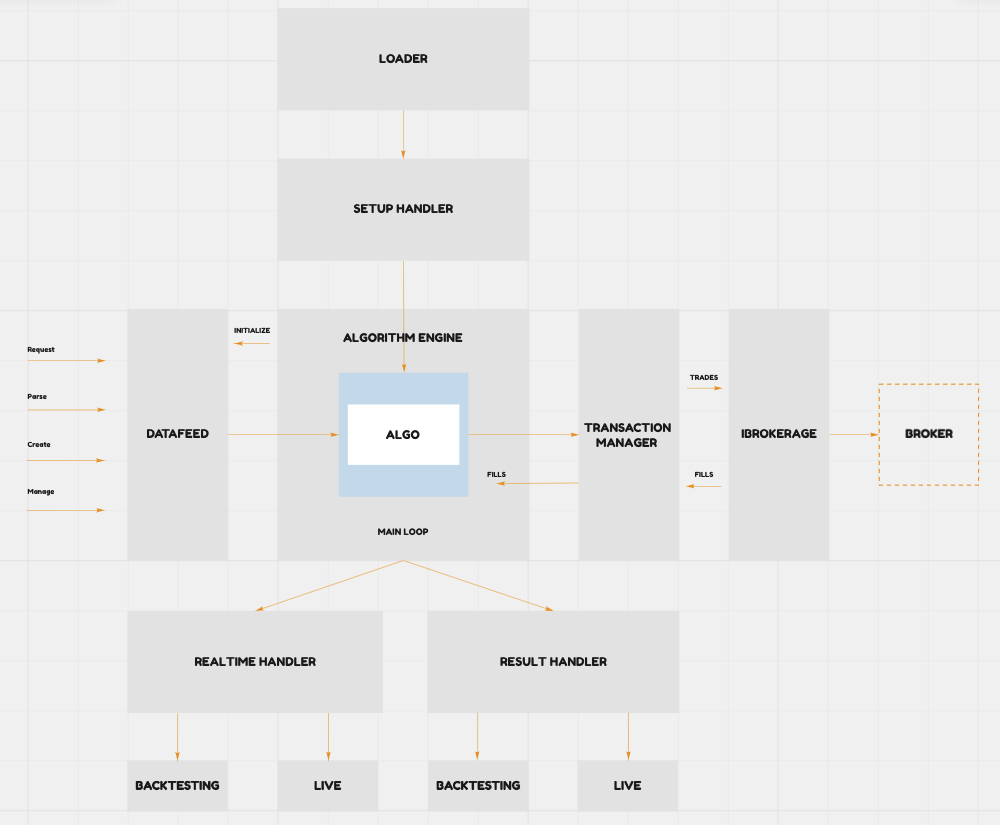 LOADER
SETUP HANDLER
INITIALIZE
ALGORITHM ENGINE
Request
Parse
Create
Manage
DATAFEED
ALGO
MAIN LOOP
FILLS
TRANSACTION
MANAGER
TRADES
FILLS
IBROKERAGE
BROKER
REALTIME HANDLER
RESULT HANDLER
BACKTESTING
LIVE
BACKTESTING
LIVE